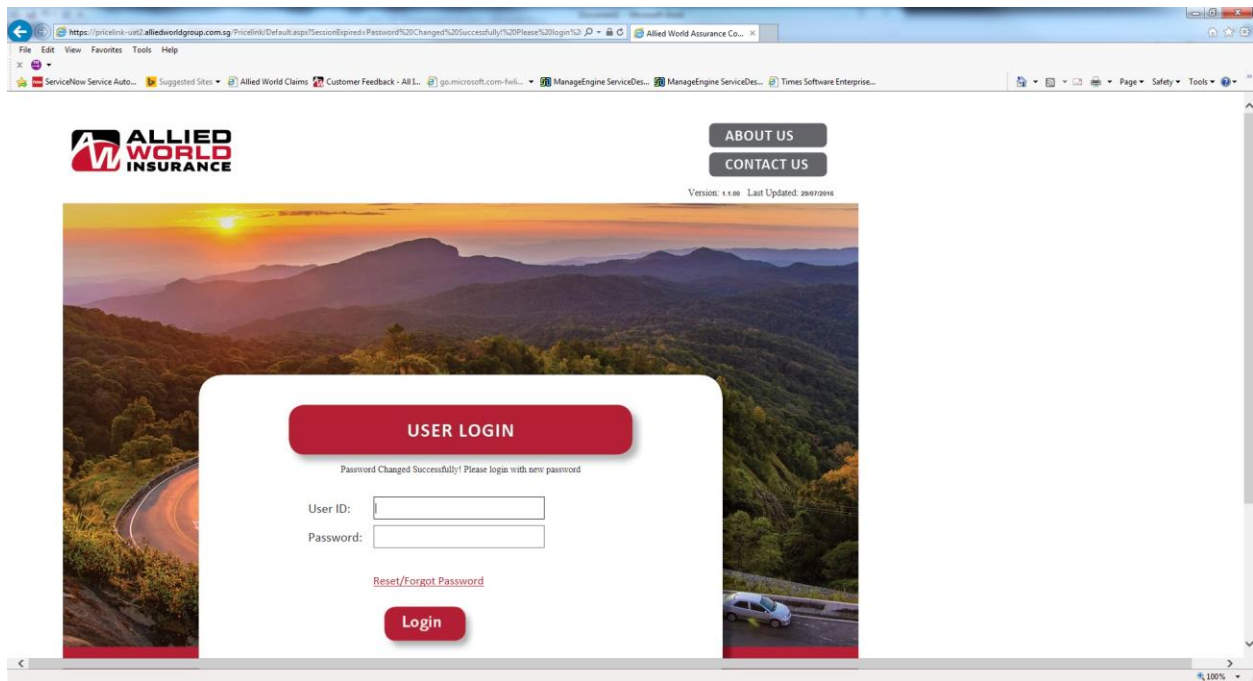 https://pricelink-uat2.alliedworldgroup.com.sg/Pricelink/Default.aspx?SessionExpired=Password%20Changed%20Successfully!%20Please%20login%2
Allied World Assurance Co...
File Edit View Favorites Tools Help
ServiceNow Service Auto... Suggested Sites Allied World Claims Customer Feedback - All I... go.microsoft.com-fwli... ManageEngine ServiceDes... ManageEngine ServiceDes... Times Software Enterprise...
Page Safety Tools
ALLIED
WORLD
INSURANCE
ABOUT US
CONTACT US
Version: 1.1.00 Last Updated: 29/07/2016
USER LOGIN
Password Changed Successfully! Please login with new password
User ID:
Password:
Reset/Forgot Password
Login
100%